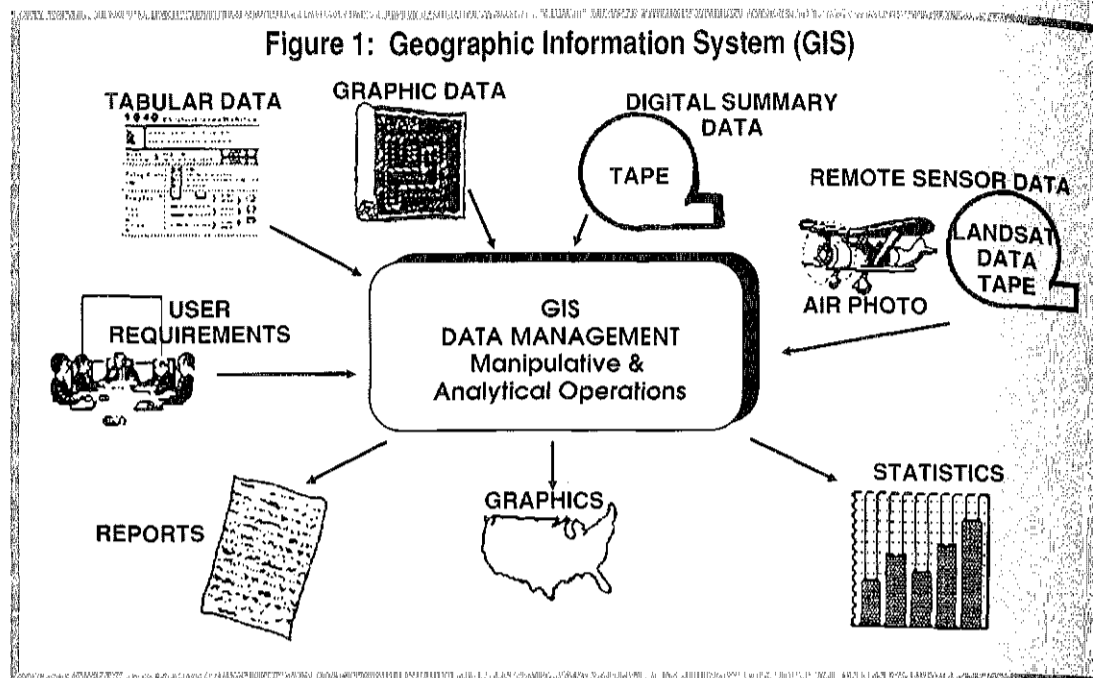 Figure 1: Geographic Information System (GIS)
TABULAR DATA
1040
GRAPHIC DATA
DIGITAL SUMMARY
DATA
TAPE
REMOTE SENSOR DATA
LANDSAT
DATA
TAPE
AIR PHOTO
USER
REQUIREMENTS
GIS
DATA MANAGEMENT
Manipulative &
Analytical Operations
REPORTS
GRAPHICS
STATISTICS